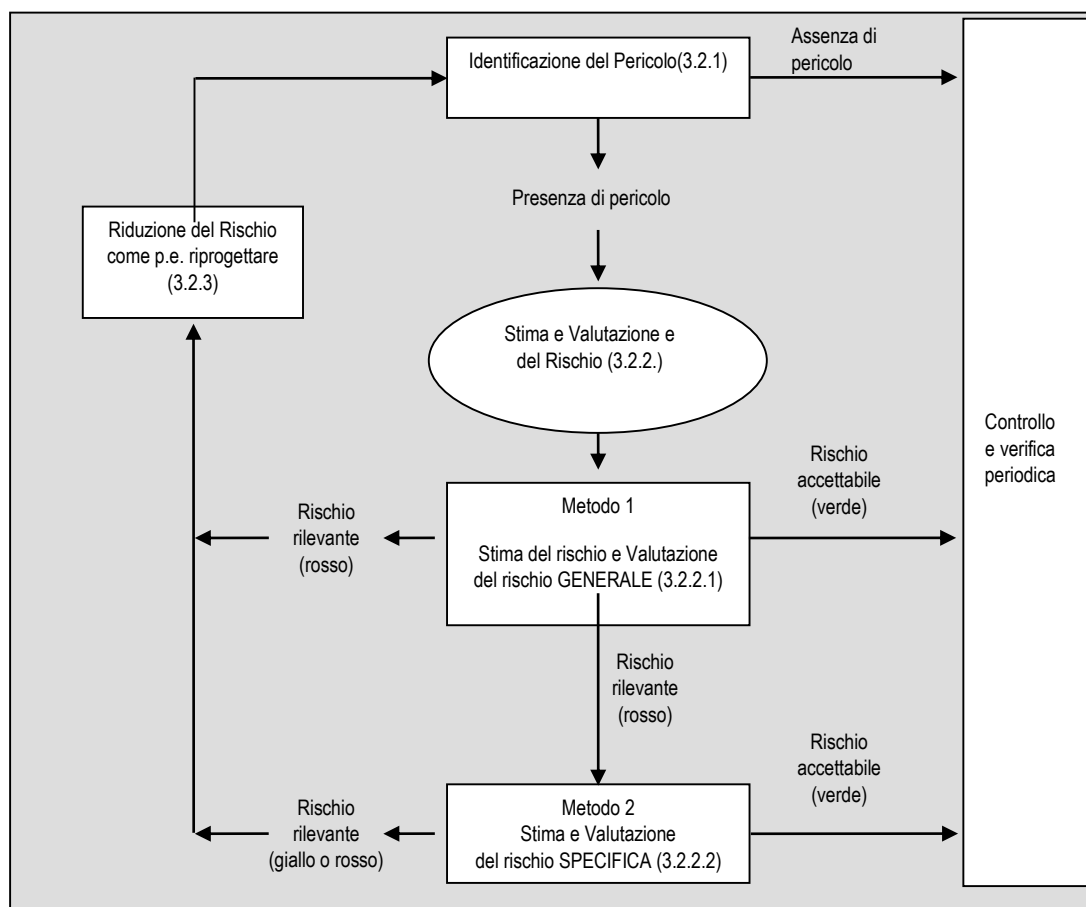 Identificazione del Pericolo(3.2.1)
Assenza di
pericolo
Presenza di pericolo
Riduzione del Rischio
come p.e. riprogettare
(3.2.3)
Stima e Valutazione e
del Rischio (3.2.2.)
Controllo
e verifica
periodica
Rischio
rilevante
(rosso)
Metodo 1
Stima del rischio e Valutazione
del rischio GENERALE (3.2.2.1)
Rischio
accettabile
(verde)
Rischio
rilevante
(rosso)
Rischio
rilevante
(giallo o rosso)
Metodo 2
Stima e Valutazione
del rischio SPECIFICA (3.2.2.2)
Rischio
accettabile
(verde)